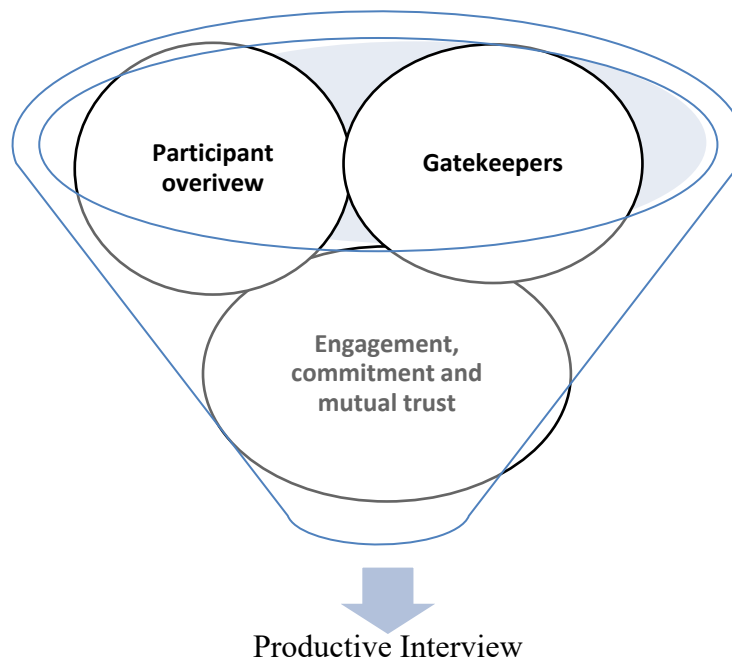 Participant
overivew
Gatekeepers
Engagement,
commitment and
mutual trust
Productive Interview